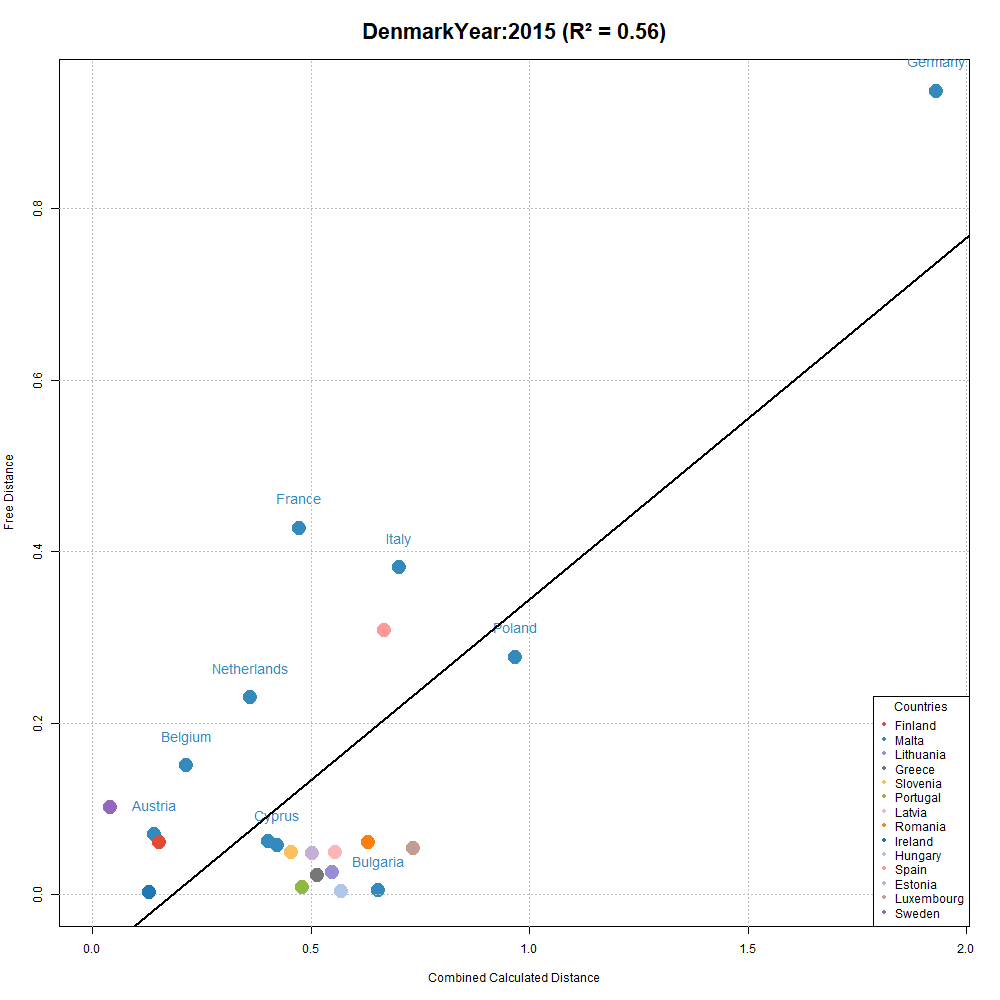 DenmarkYear:2015 (R² = 0.56)
Germany
0.8
0.6
France
Italy
0.4
Poland
Netherlands
0.2
Belgium
Austria
Cyprus
Bulgaria
0.0
Free Distance
Countries
Finland
Malta
Lithuania
Greece
Slovenia
Portugal
Latvia
Romania
Ireland
Hungary
Spain
Estonia
Luxembourg
Sweden
0.0 0.5 1.0 1.5 2.0
Combined Calculated Distance